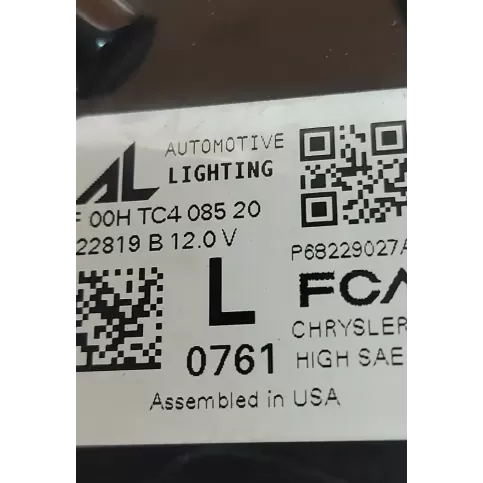 AL AUTOMOTIVE
LIGHTING
F 00H TC4 085 20
22819 B 12.0 V
P68229027A
L
FCA
0761
CHRYSLER
HIGH SAE
Assembled in USA